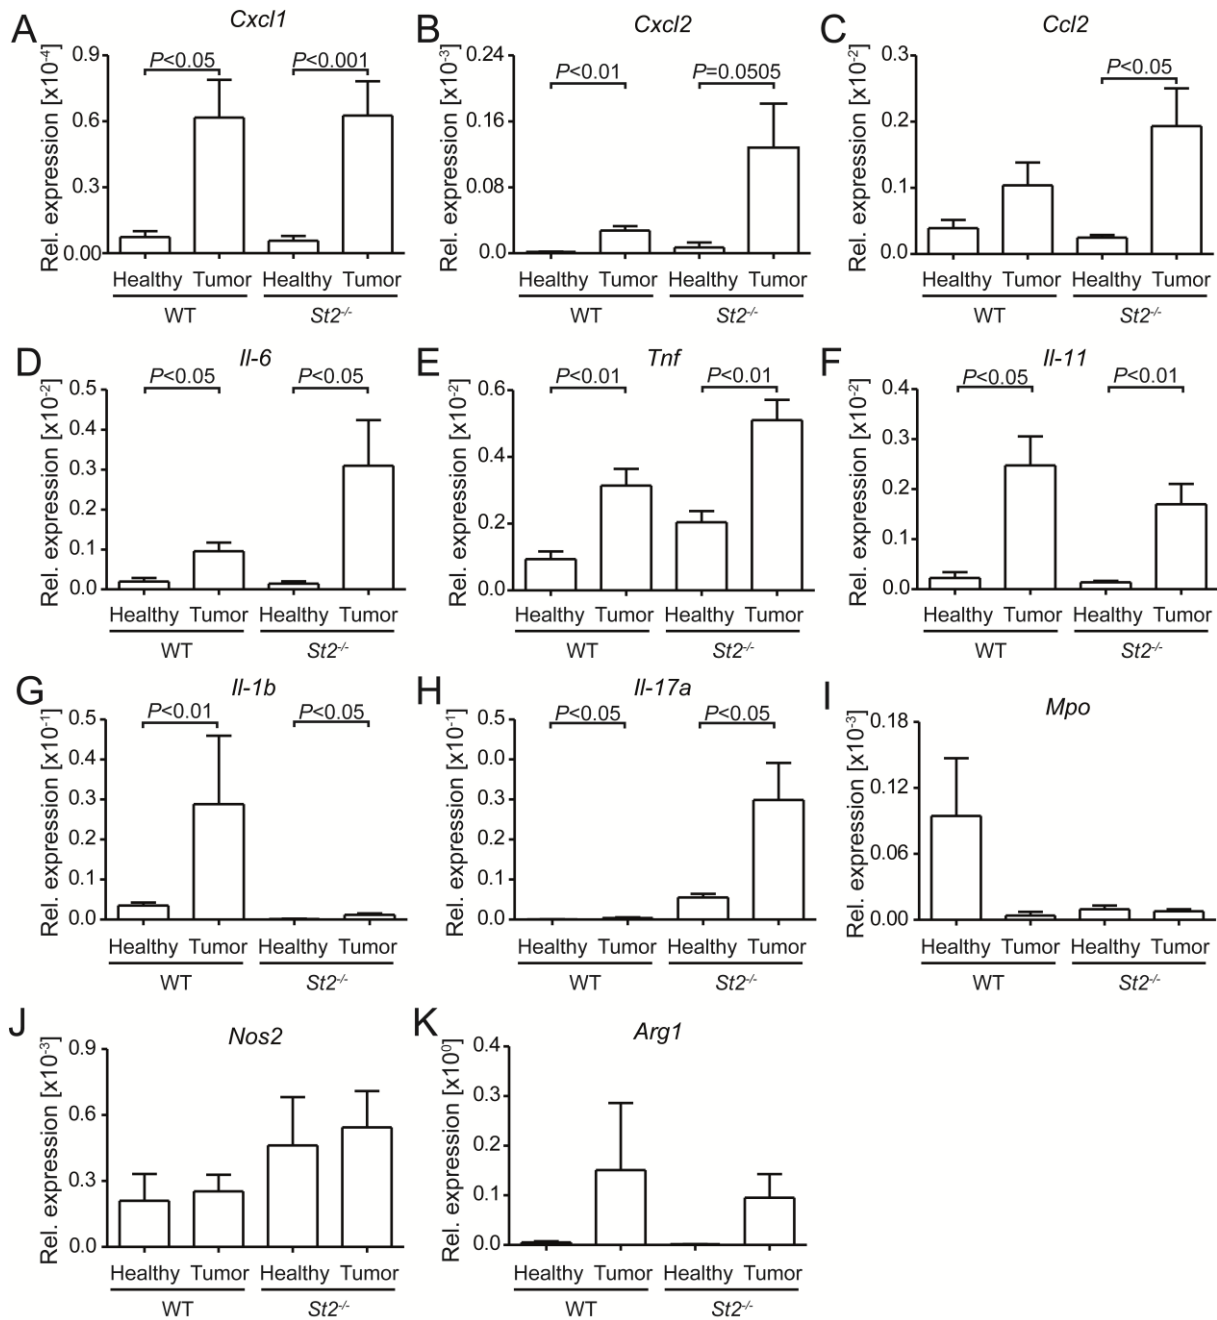 A Cxcl1
Rel. expression [x10-4]
0.9
0.6
0.3
0.00
P<0.05 P<0.001
Healthy Tumor Healthy Tumor
WT St2-/-
B Cxcl2
Rel. expression [x10-3]
0.24
0.16
0.08
0.0
P<0.01 P=0.0505
Healthy Tumor Healthy Tumor
WT St2-/-
C Ccl2
Rel. expression [x10-2]
0.3
0.2
0.1
0.0
P<0.05
Healthy Tumor Healthy Tumor
WT St2-/-
D Il-6
Rel. expression [x10-2]
0.5
0.4
0.3
0.2
0.1
0.0
P<0.05 P<0.05
Healthy Tumor Healthy Tumor
WT St2-/-
E Tnf
Rel. expression [x10-2]
0.6
0.4
0.2
0.0
P<0.01 P<0.01
Healthy Tumor Healthy Tumor
WT St2-/-
F Il-11
Rel. expression [x10-2]
0.4
0.3
0.2
0.1
0.0
P<0.05 P<0.01
Healthy Tumor Healthy Tumor
WT St2-/-
G Il-1b
Rel. expression [x10-1]
0.5
0.4
0.3
0.2
0.1
0.0
P<0.01 P<0.05
Healthy Tumor Healthy Tumor
WT St2-/-
H Il-17a
Rel. expression [x10-1]
0.5
0.0
0.3
0.2
0.1
0.0
P<0.05 P<0.05
Healthy Tumor Healthy Tumor
WT St2-/-
I Mpo
Rel. expression [x10-3]
0.18
0.12
0.06
0.00
Healthy Tumor Healthy Tumor
WT St2-/-
J Nos2
Rel. expression [x10-3]
0.9
0.6
0.3
0.0
Healthy Tumor Healthy Tumor
WT St2-/-
K Arg1
Rel. expression [x100]
0.4
0.3
0.2
0.1
0.0
Healthy Tumor Healthy Tumor
WT St2-/-